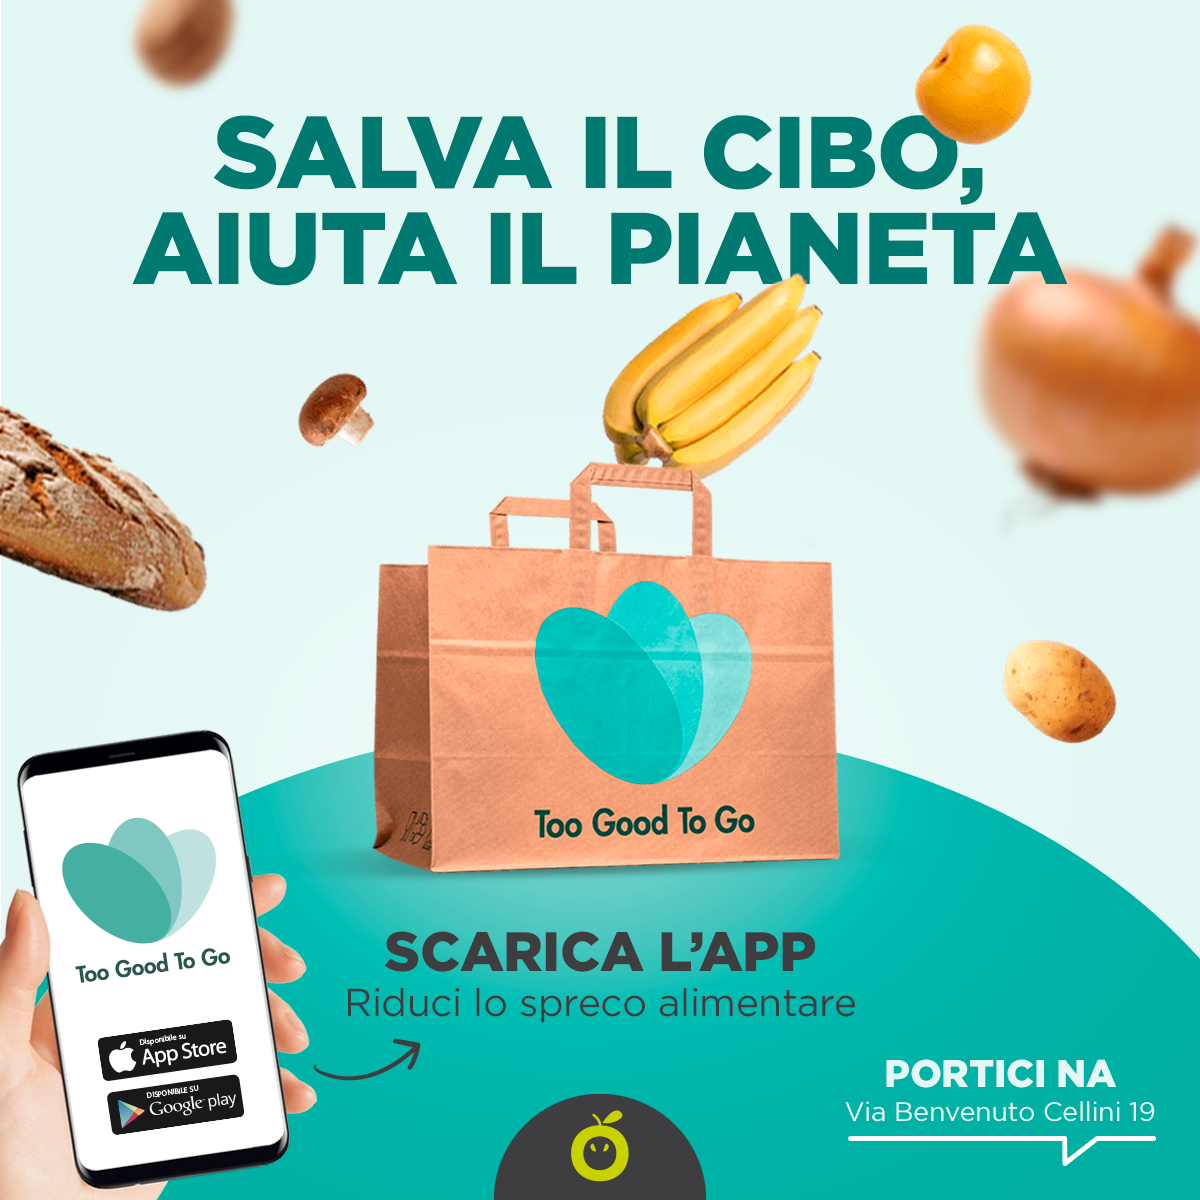 SALVA IL CIBO,
AIUTA IL PIANETA
Too Good To Go
Too Good To Go
Disponibile su
App Store
DISPONIBILE SU
Google play
SCARICA L'APP
Riduci lo spreco alimentare
PORTICI NA
Via Benvenuto Cellini 19